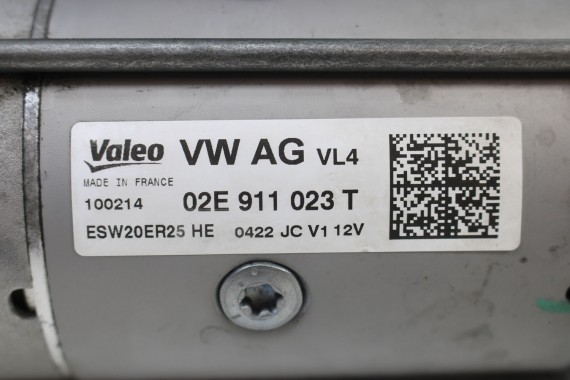 Valeo VW AG VL4
MADE IN FRANCE
100214 02E 911 023 T
ESW20ER25 HE 0422 JC V1 12V